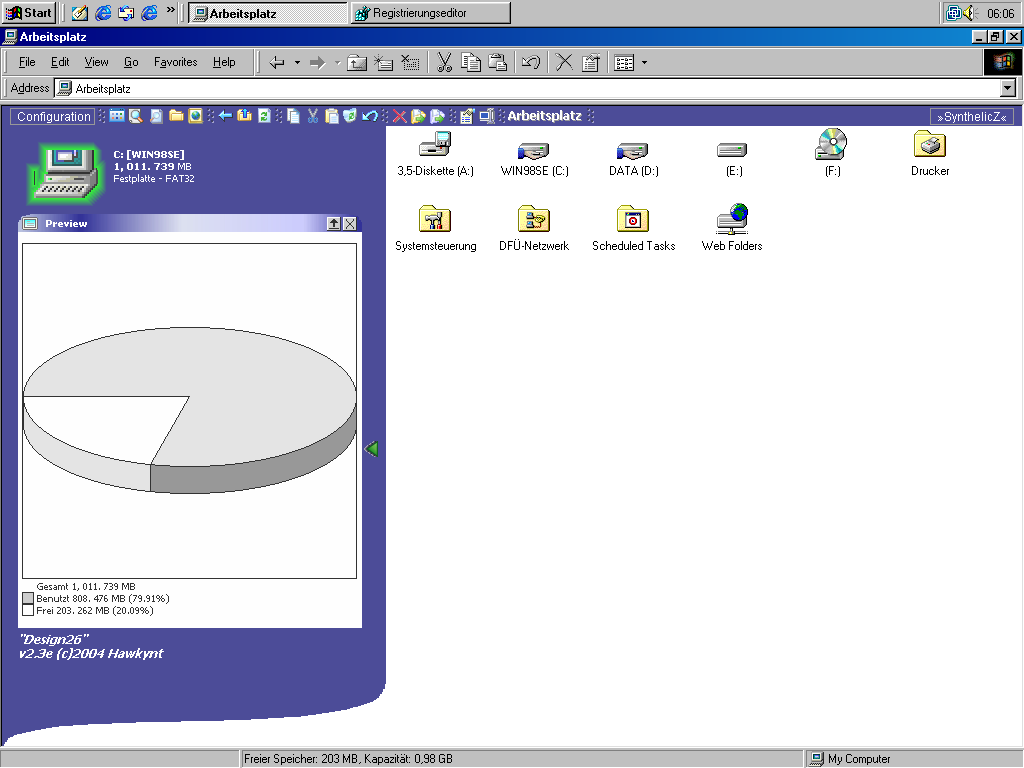 Start
»
Arbeitsplatz
Registrierungseditor
06:06
Arbeitsplatz
File Edit View Go Favorites Help
Address Arbeitsplatz
Configuration
Arbeitsplatz
»SyntheticZ«
C: [WIN98SE]
1, 011. 739 MB
Festplatte - FAT32
Preview
3,5-Diskette (A:)
WIN98SE (C:)
DATA (D:)
(E:)
(F:)
Drucker
Systemsteuerung
DFÜ-Netzwerk
Scheduled Tasks
Web Folders
Gesamt 1, 011. 739 MB
Benutzt 808. 476 MB (79.91%)
Frei 203. 262 MB (20.09%)
"Design26"
v2.3e (c)2004 Hawkynt
Freier Speicher: 203 MB, Kapazität: 0,98 GB
My Computer